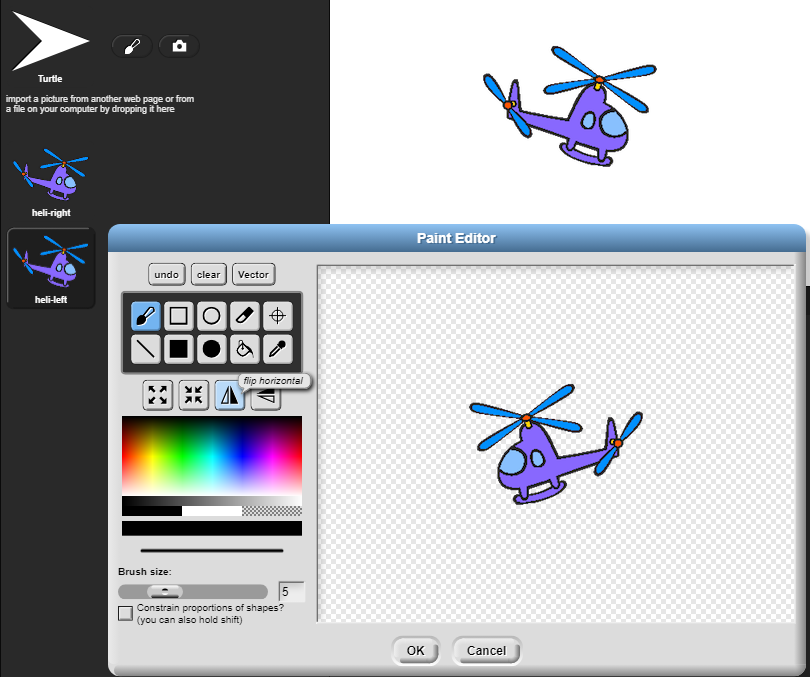 Turtle
import a picture from another web page or from
a file on your computer by dropping it here
heli-right
heli-left
Paint Editor
undo
clear
Vector
flip horizontal
Brush size:
5
Constrain proportions of shapes?
(you can also hold shift)
OK
Cancel